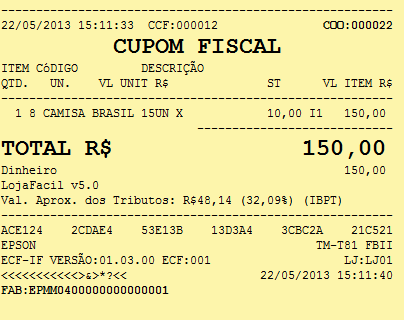 22/05/2013 15:11:33 CCF:000012 COO:000022
CUPOM FISCAL
ITEM CóDIGO DESCRIÇÃO
QTD. UN. VL UNIT R$ ST VL ITEM R$
1 8 CAMISA BRASIL 15UN X 10,00 I1 150,00
TOTAL R$ 150,00
Dinheiro 150,00
LojaFacil v5.0
Val. Aprox. dos Tributos: R$48,14 (32,09%) (IBPT)
ACE124 2CDAE4 53E13B 13D3A4 3CBC2A 21C521
EPSON TM-T81 FBII
ECF-IF VERSÃO:01.03.00 ECF:001 LJ:LJ01
<<<<<<<<<<<>&>*?<< 22/05/2013 15:11:40
FAB:EPMM0400000000000001